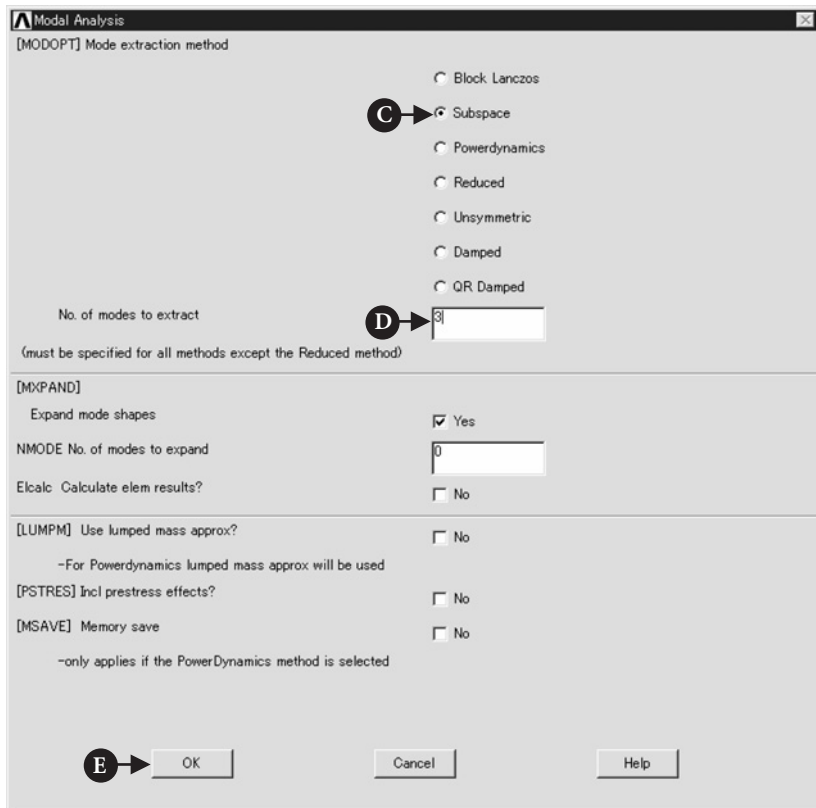 Modal Analysis
[MODOPT] Mode extraction method
Block Lanczos
C Subspace
Powerdynamics
Reduced
Unsymmetric
Damped
QR Damped
No. of modes to extract D 3
(must be specified for all methods except the Reduced method)
[MXPAND]
Expand mode shapes Yes
NMODE No. of modes to expand 0
Elcalc Calculate elem results? No
[LUMPM] Use lumped mass approx? No
-For Powerdynamics lumped mass approx will be used
[PSTRES] Incl prestress effects? No
[MSAVE] Memory save No
-only applies if the PowerDynamics method is selected
E OK Cancel Help